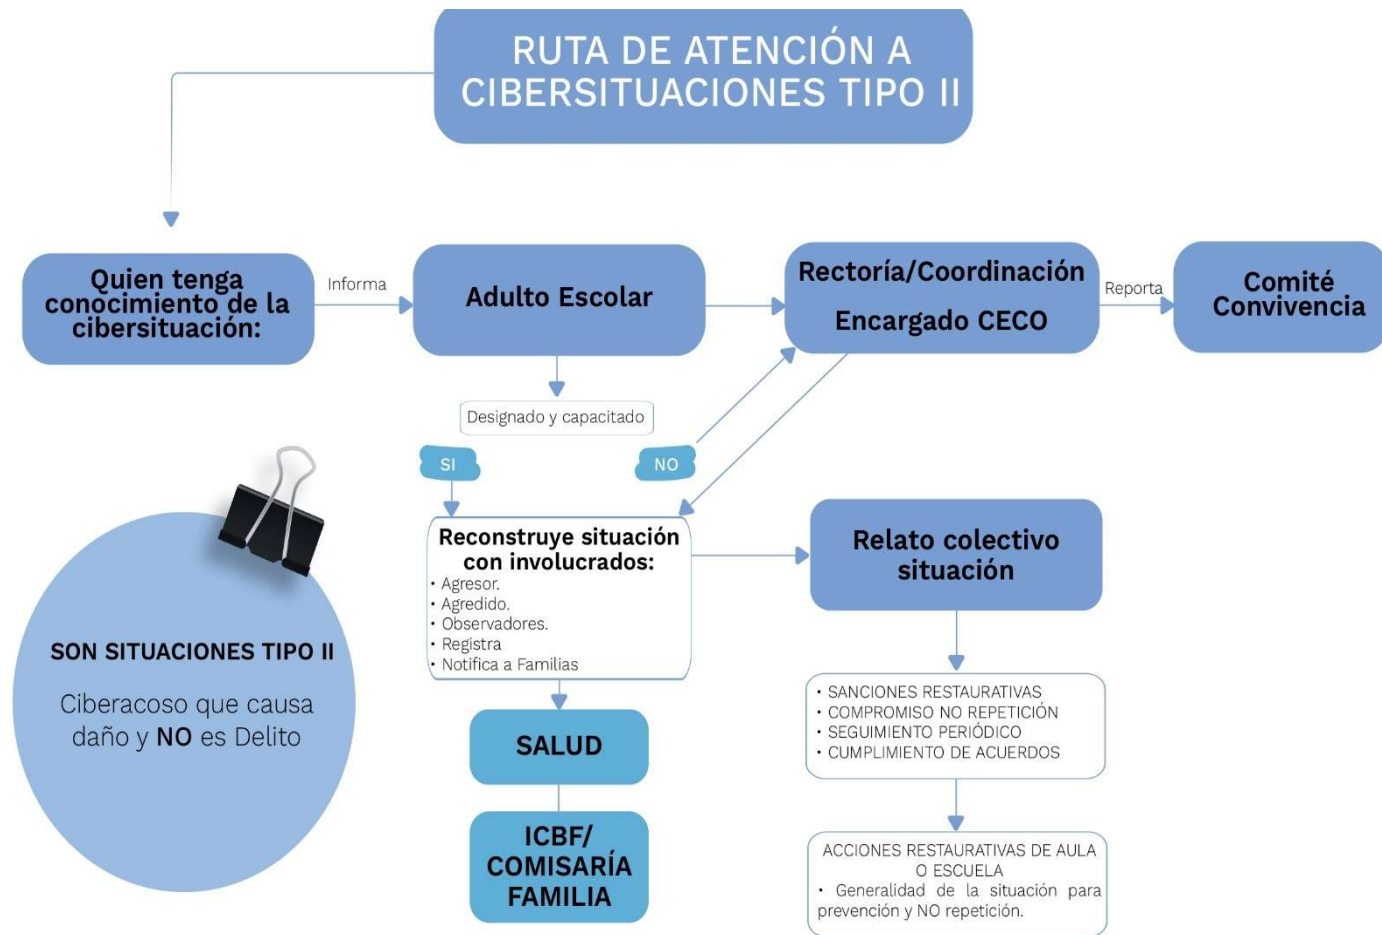 RUTA DE ATENCIÓN A
CIBERSITUACIONES TIPO II
Quien tenga
conocimiento de la
cibersituación:
Informa
Adulto Escolar
Rectoría/Coordinación
Encargado CECO
Reporta
Comité
Convivencia
Designado y capacitado
SI
NO
Reconstruye situación
con involucrados:
• Agresor.
• Agredido.
• Observadores.
• Registra
• Notifica a Familias
Relato colectivo
situación
SON SITUACIONES TIPO II
Ciberacoso que causa
daño y NO es Delito
SALUD
ICBF/
COMISARÍA
FAMILIA
• SANCIONES RESTAURATIVAS
• COMPROMISO NO REPETICIÓN
• SEGUIMIENTO PERIÓDICO
• CUMPLIMIENTO DE ACUERDOS
ACCIONES RESTAURATIVAS DE AULA
O ESCUELA
• Generalidad de la situación para
prevención y NO repetición.